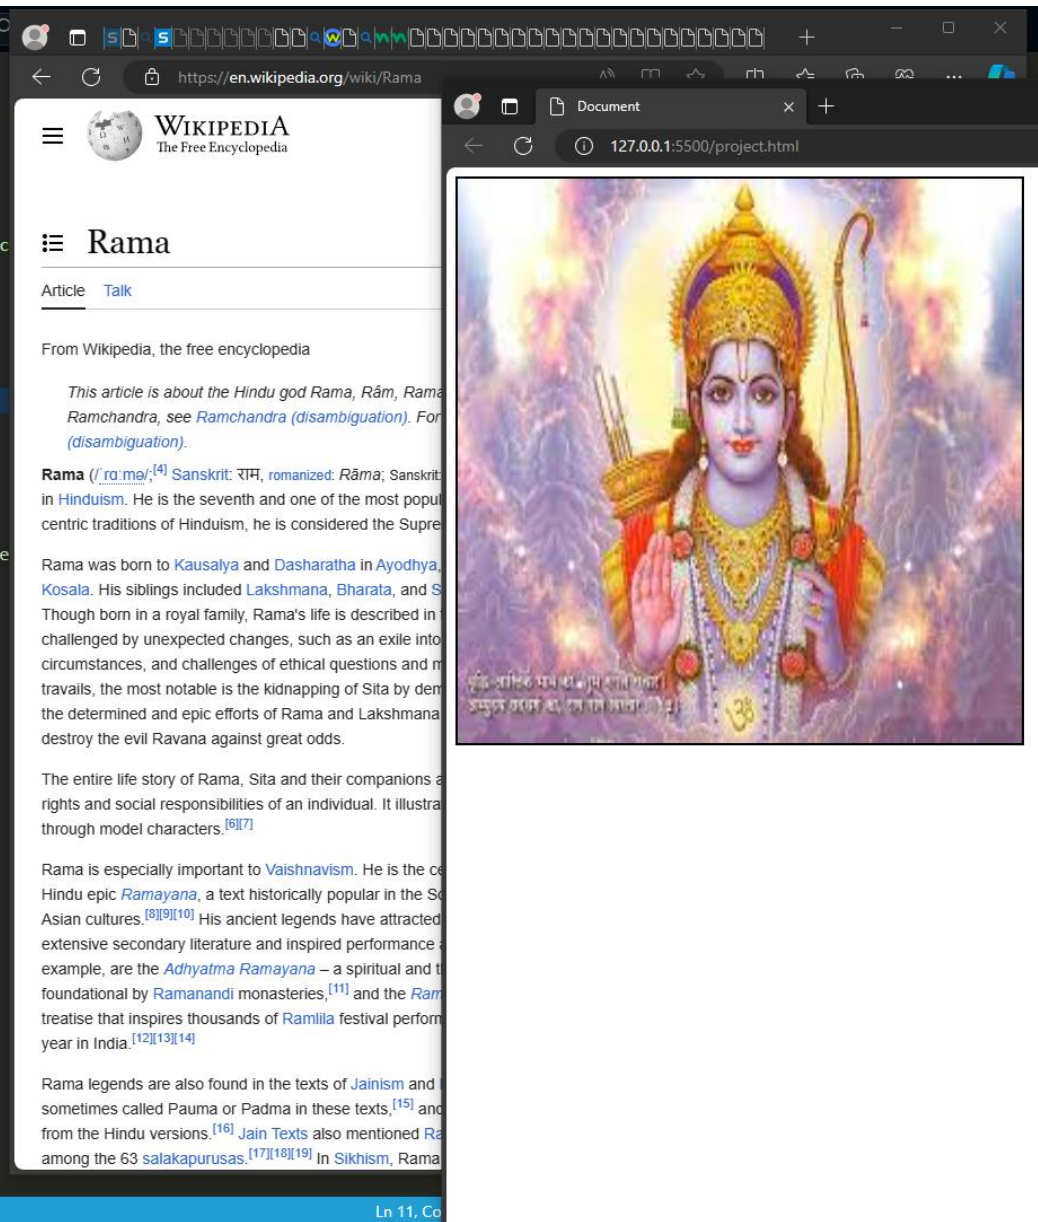 https://en.wikipedia.org/wiki/Rama
WIKIPEDIA
The Free Encyclopedia
Rama
Article Talk
From Wikipedia, the free encyclopedia
This article is about the Hindu god Rama, Râm, Rama
Ramchandra, see Ramchandra (disambiguation). For
(disambiguation).
Rama (/ˈrɑːmə/;[4] Sanskrit: राम, romanized: Rāma; Sanskrit:
in Hinduism. He is the seventh and one of the most popul
centric traditions of Hinduism, he is considered the Supre
Rama was born to Kausalya and Dasharatha in Ayodhya,
Kosala. His siblings included Lakshmana, Bharata, and S
Though born in a royal family, Rama's life is described in
challenged by unexpected changes, such as an exile into
circumstances, and challenges of ethical questions and m
travails, the most notable is the kidnapping of Sita by dem
the determined and epic efforts of Rama and Lakshmana
destroy the evil Ravana against great odds.
The entire life story of Rama, Sita and their companions a
rights and social responsibilities of an individual. It illustra
through model characters.[6][7]
Rama is especially important to Vaishnavism. He is the ce
Hindu epic Ramayana, a text historically popular in the So
Asian cultures.[8][9][10] His ancient legends have attracted
extensive secondary literature and inspired performance a
example, are the Adhyatma Ramayana – a spiritual and t
foundational by Ramanandi monasteries,[11] and the Ram
treatise that inspires thousands of Ramlila festival perform
year in India.[12][13][14]
Rama legends are also found in the texts of Jainism and
sometimes called Pauma or Padma in these texts,[15] and
from the Hindu versions.[16] Jain Texts also mentioned Ra
among the 63 salakapurusas.[17][18][19] In Sikhism, Rama
Ln 11, Co
Document
127.0.0.1:5500/project.html
ॐ